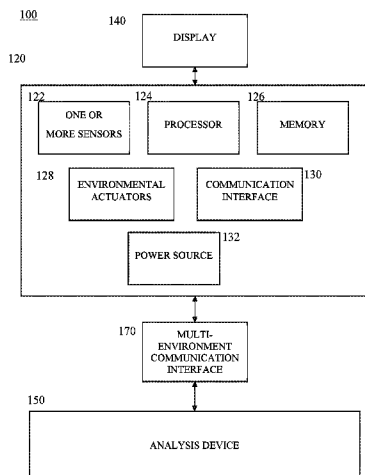 100
140
DISPLAY
120
122
ONE OR
MORE SENSORS
124
PROCESSOR
126
MEMORY
128
ENVIRONMENTAL
ACTUATORS
COMMUNICATION
INTERFACE
130
132
POWER SOURCE
170
MULTI-
ENVIRONMENT
COMMUNICATION
INTERFACE
150
ANALYSIS DEVICE